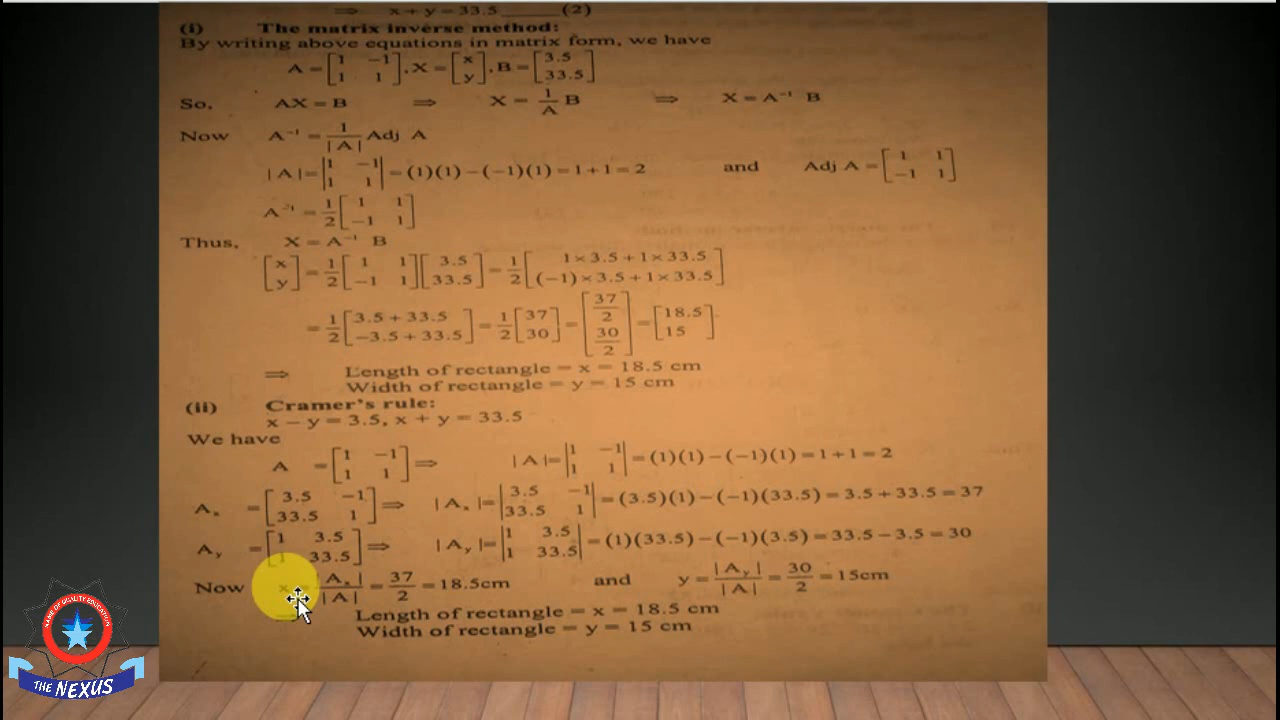 ⇒ x + y = 33.5 ____ (2)
(i) The matrix inverse method:
By writing above equations in matrix form, we have
A = [1 −1; 1 1], X = [x; y], B = [3.5; 33.5]
So, AX = B ⇒ X = 1/A B ⇒ X = A⁻¹ B
Now A⁻¹ = 1/|A| Adj A
|A| = |1 −1; 1 1| = (1)(1) − (−1)(1) = 1 + 1 = 2 and Adj A = [1 1; −1 1]
A⁻¹ = 1/2 [1 1; −1 1]
Thus, X = A⁻¹ B
[x; y] = 1/2 [1 1; −1 1] [3.5; 33.5] = 1/2 [1 × 3.5 + 1 × 33.5; (−1) × 3.5 + 1 × 33.5]
= 1/2 [3.5 + 33.5; −3.5 + 33.5] = 1/2 [37; 30] = [37/2; 30/2] = [18.5; 15]
⇒ Length of rectangle = x = 18.5 cm
Width of rectangle = y = 15 cm
(ii) Cramer's rule:
x − y = 3.5, x + y = 33.5
We have
A = [1 −1; 1 1] ⇒ |A| = |1 −1; 1 1| = (1)(1) − (−1)(1) = 1 + 1 = 2
Aₓ = [3.5 −1; 33.5 1] ⇒ |Aₓ| = |3.5 −1; 33.5 1| = (3.5)(1) − (−1)(33.5) = 3.5 + 33.5 = 37
Aᵧ = [1 3.5; 1 33.5] ⇒ |Aᵧ| = |1 3.5; 1 33.5| = (1)(33.5) − (−1)(3.5) = 33.5 − 3.5 = 30
Now x = |Aₓ|/|A| = 37/2 = 18.5cm and y = |Aᵧ|/|A| = 30/2 = 15cm
Length of rectangle = x = 18.5 cm
Width of rectangle = y = 15 cm
NAME OF QUALITY EDUCATION
THE NEXUS